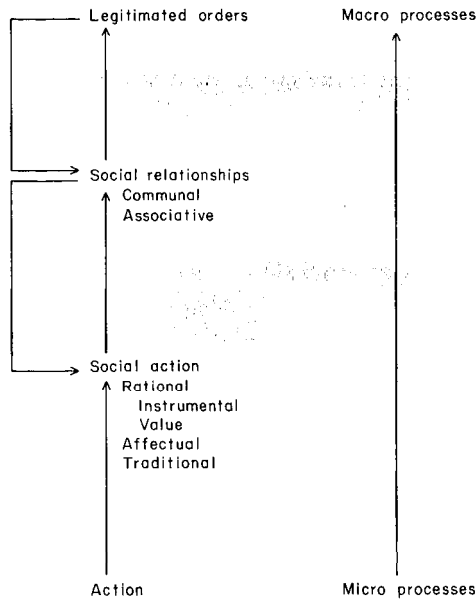 Legitimated orders
Macro processes
Social relationships
Communal
Associative
Social action
Rational
Instrumental
Value
Affectual
Traditional
Action
Micro processes